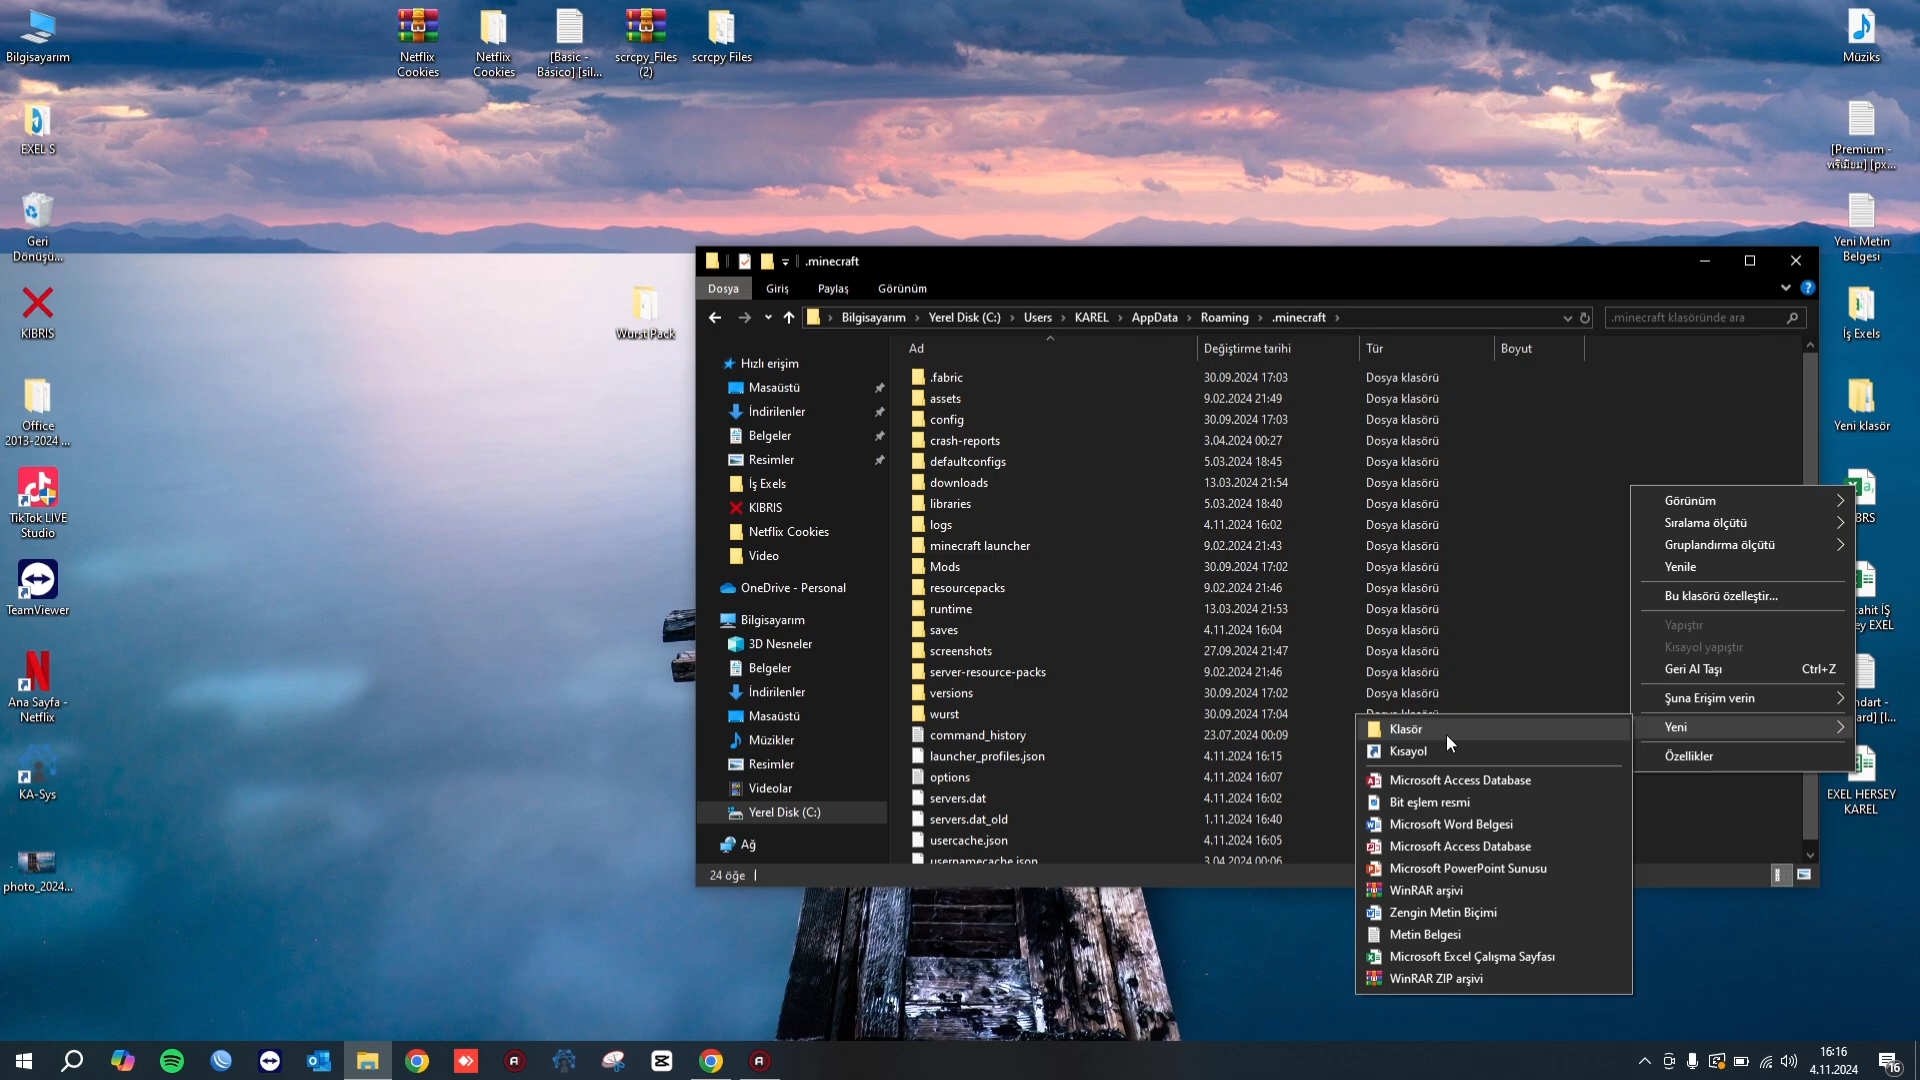 Bilgisayarım
EXEL S
Geri
Dönüşü...
KIBRIS
Office
2013-2024 ...
TikTok LIVE
Studio
TeamViewer
Ana Sayfa -
Netflix
KA-Sys
photo_2024...
Netflix
Cookies
Netflix
Cookies
[Basic -
Básico] [sil...
scrcpy_Files
(2)
scrcpy Files
Wurst Pack
Müziks
[Premium -
พรีเมียม] [px...
Yeni Metin
Belgesi
İş Exels
Yeni klasör
BRS
ahit İŞ
ey EXEL
ndart -
ard] [I...
EXEL HERSEY
KAREL
.minecraft
Dosya Giriş Paylaş Görünüm
Bilgisayarım > Yerel Disk (C:) > Users > KAREL > AppData > Roaming > .minecraft >
.minecraft klasöründe ara
Hızlı erişim
Masaüstü
İndirilenler
Belgeler
Resimler
İş Exels
KIBRIS
Netflix Cookies
Video
OneDrive - Personal
Bilgisayarım
3D Nesneler
Belgeler
İndirilenler
Masaüstü
Müzikler
Resimler
Videolar
Yerel Disk (C:)
Ağ
Ad Değiştirme tarihi Tür Boyut
.fabric 30.09.2024 17:03 Dosya klasörü
assets 9.02.2024 21:49 Dosya klasörü
config 30.09.2024 17:03 Dosya klasörü
crash-reports 3.04.2024 00:27 Dosya klasörü
defaultconfigs 5.03.2024 18:45 Dosya klasörü
downloads 13.03.2024 21:54 Dosya klasörü
libraries 5.03.2024 18:40 Dosya klasörü
logs 4.11.2024 16:02 Dosya klasörü
minecraft launcher 9.02.2024 21:43 Dosya klasörü
Mods 30.09.2024 17:02 Dosya klasörü
resourcepacks 9.02.2024 21:46 Dosya klasörü
runtime 13.03.2024 21:53 Dosya klasörü
saves 4.11.2024 16:04 Dosya klasörü
screenshots 27.09.2024 21:47 Dosya klasörü
server-resource-packs 9.02.2024 21:46 Dosya klasörü
versions 30.09.2024 17:02 Dosya klasörü
wurst 30.09.2024 17:04 Dosya klasörü
command_history 23.07.2024 00:09
launcher_profiles.json 4.11.2024 16:15
options 4.11.2024 16:07
servers.dat 4.11.2024 16:02
servers.dat_old 1.11.2024 16:40
usercache.json 4.11.2024 16:05
usernamecache.json 3.04.2024 00:06
24 öğe
Görünüm
Sıralama ölçütü
Gruplandırma ölçütü
Yenile
Bu klasörü özelleştir...
Yapıştır
Kısayol yapıştır
Geri Al Taşı Ctrl+Z
Şuna Erişim verin
Yeni
Özellikler
Klasör
Kısayol
Microsoft Access Database
Bit eşlem resmi
Microsoft Word Belgesi
Microsoft Access Database
Microsoft PowerPoint Sunusu
WinRAR arşivi
Zengin Metin Biçimi
Metin Belgesi
Microsoft Excel Çalışma Sayfası
WinRAR ZIP arşivi
16:16
4.11.2024
16